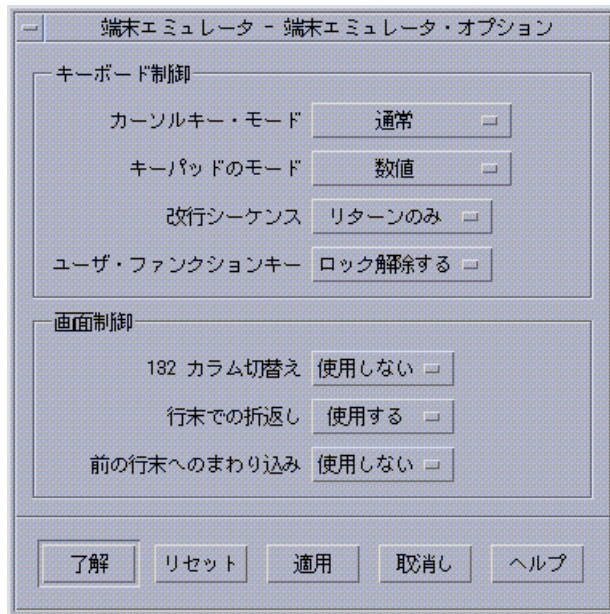 端末エミュレータ - 端末エミュレータ・オプション
キーボード制御
カーソルキー・モード 通常
キーパッドのモード 数値
改行シーケンス リターンのみ
ユーザ・ファンクションキー ロック解除する
画面制御
132 カラム切替え 使用しない
行末での折返し 使用する
前の行末へのまわり込み 使用しない
了解 リセット 適用 取消し ヘルプ